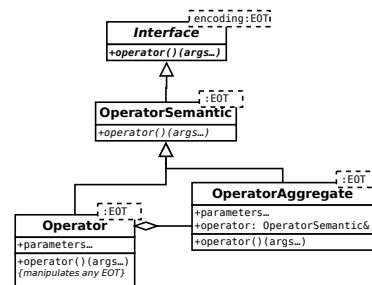 encoding:EOT
Interface
+operator()(args…)
:EOT
OperatorSemantic
+operator()(args…)
:EOT
OperatorAggregate
+parameters…
+operator: OperatorSemantic&
+operator()(args…)
:EOT
Operator
+parameters…
+operator()(args…)
{manipulates any EOT}